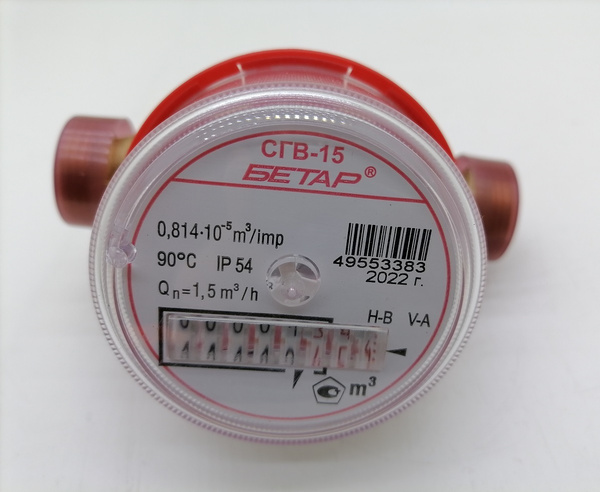 СГВ-15
БЕТАР®
0,814·10⁻⁵m³/imp
90°C IP 54
Qn=1,5 m³/h
49553383
2022 г.
H-B V-A
m³